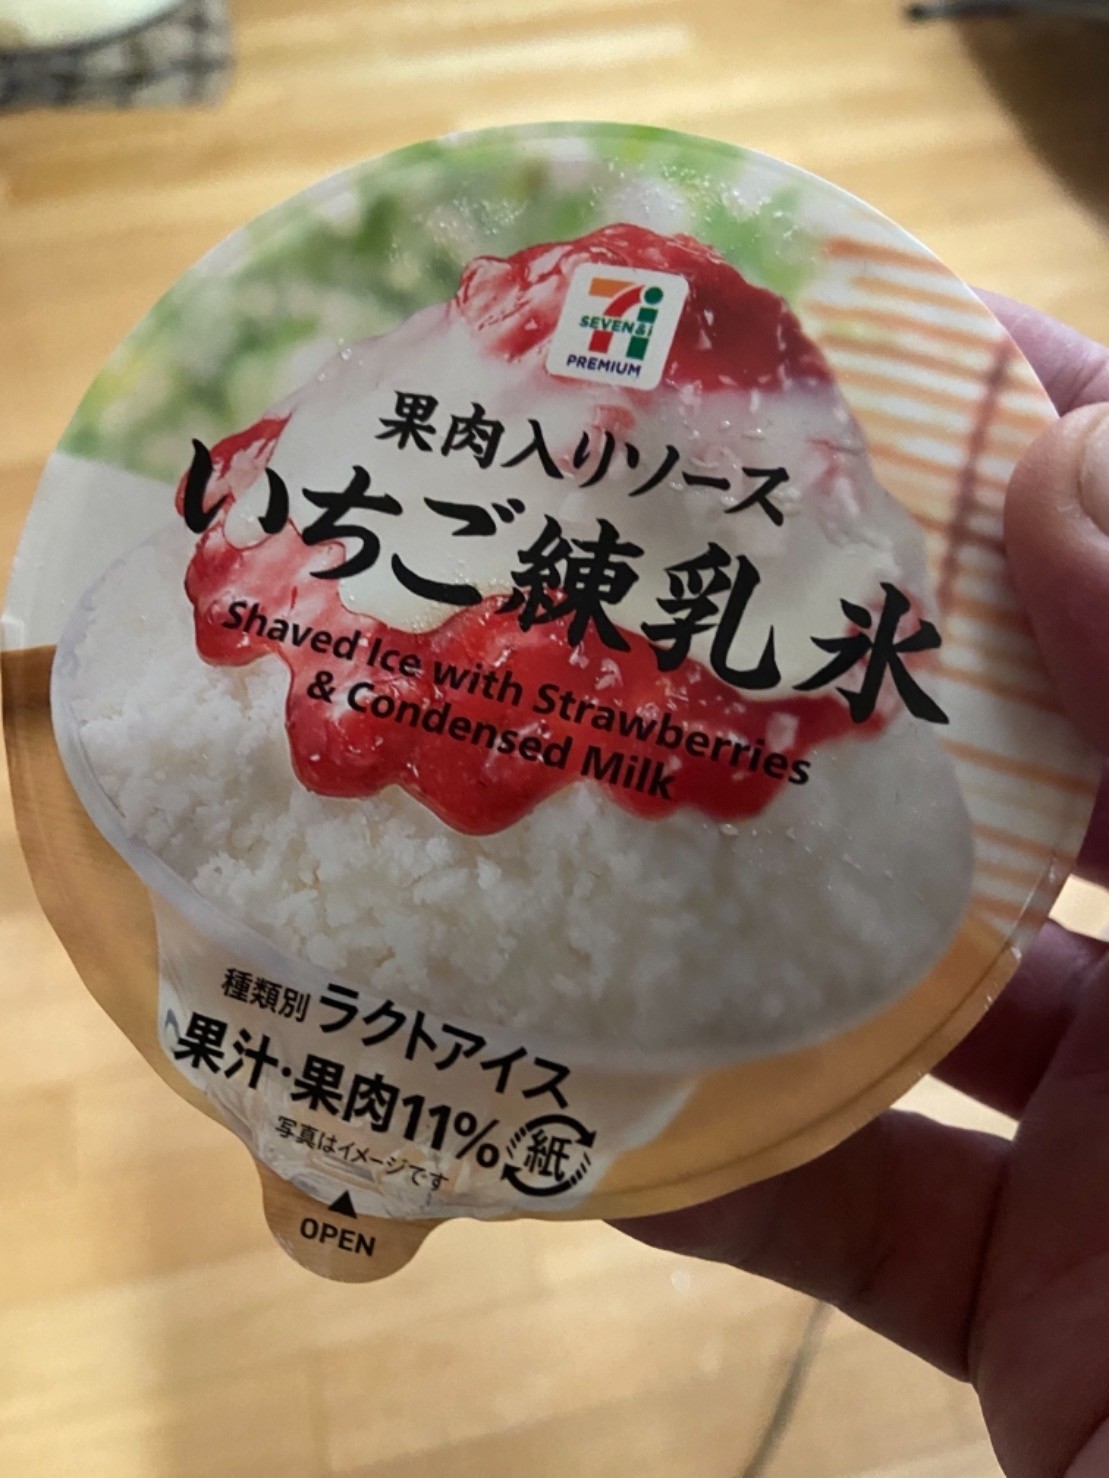 SEVEN&i
PREMIUM
果肉入りソース
いちご練乳 氷
Shaved Ice with Strawberries
& Condensed Milk
種類別 ラクトアイス
果汁・果肉11%
紙
写真はイメージです
OPEN